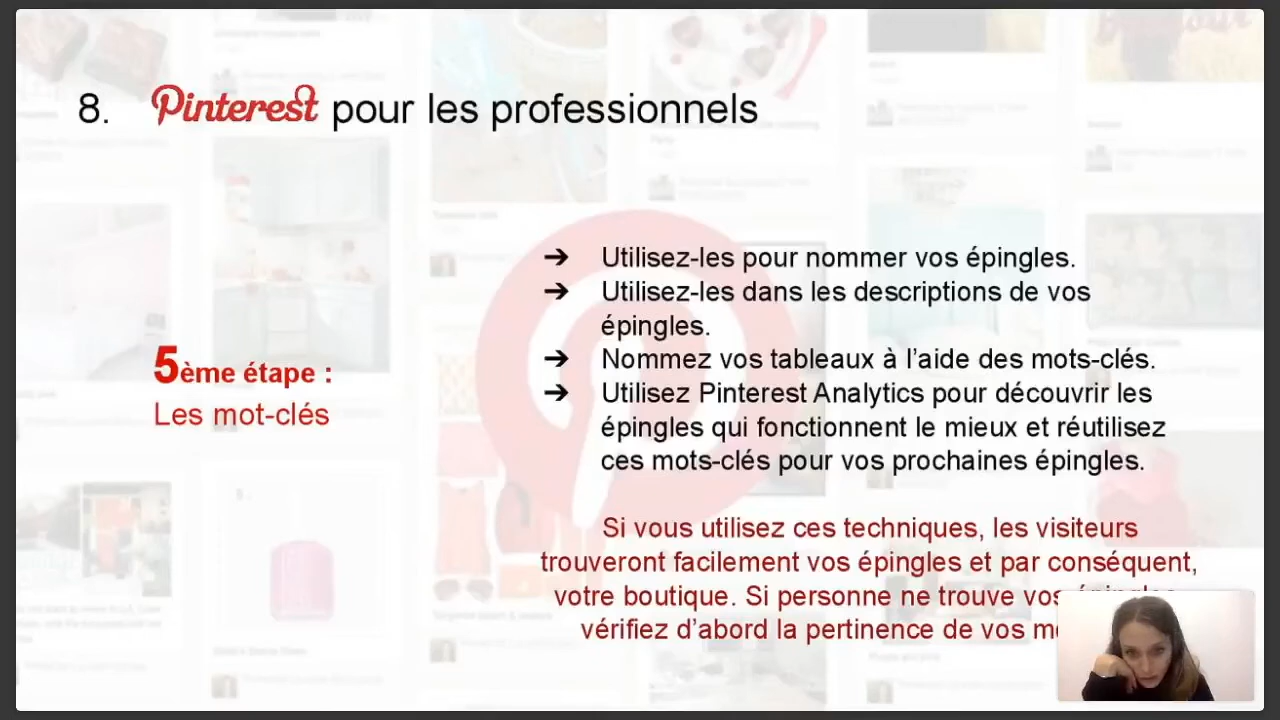 8. Pinterest pour les professionnels
➔ Utilisez-les pour nommer vos épingles.
➔ Utilisez-les dans les descriptions de vos
épingles.
➔ Nommez vos tableaux à l’aide des mots-clés.
➔ Utilisez Pinterest Analytics pour découvrir les
épingles qui fonctionnent le mieux et réutilisez
ces mots-clés pour vos prochaines épingles.
5ème étape :
Les mot-clés
Si vous utilisez ces techniques, les visiteurs
trouveront facilement vos épingles et par conséquent,
votre boutique. Si personne ne trouve vos
vérifiez d’abord la pertinence de vos